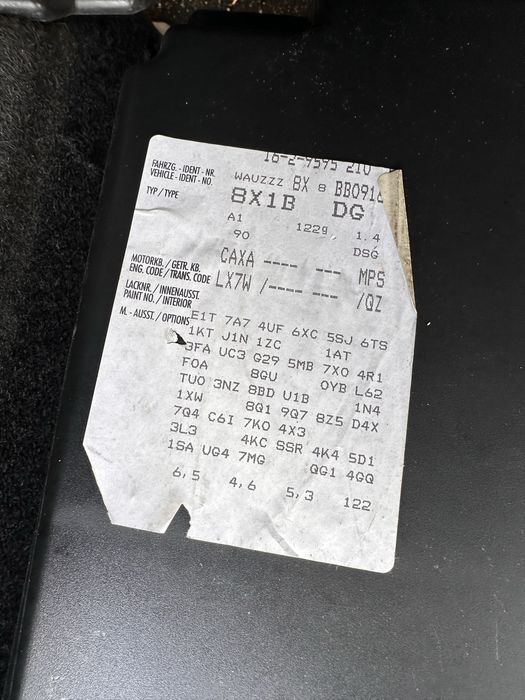 16-2-9595 210
FAHRZG. - IDENT - NR.
VEHICLE - IDENT - NO. WAUZZZ 8X 8 BB091
TYP / TYPE 8X1B DG
A1 122g 1.4
90 DSG
MOTORKB. / GETR. KB.
ENG. CODE / TRANS. CODE CAXA ---- --- MPS
LACKNR. / INNENAUSST.
PAINT NO. / INTERIOR LX7W /---- --- /QZ
M. - AUSST. / OPTIONS E1T 7A7 4UF 6XC 5SJ 6TS
1KT J1N 1ZC 1AT
3FA UC3 G29 5MB 7X0 4R1
F0A 8GU 0YB L62
TU0 3NZ 8BD U1B 1N4
1XW 8Q1 9Q7 8Z5 D4X
7Q4 C6I 7K0 4X3
3L3 4KC SSR 4K4 5D1
1SA UG4 7MG QG1 4GQ
6,5 4,6 5,3 122